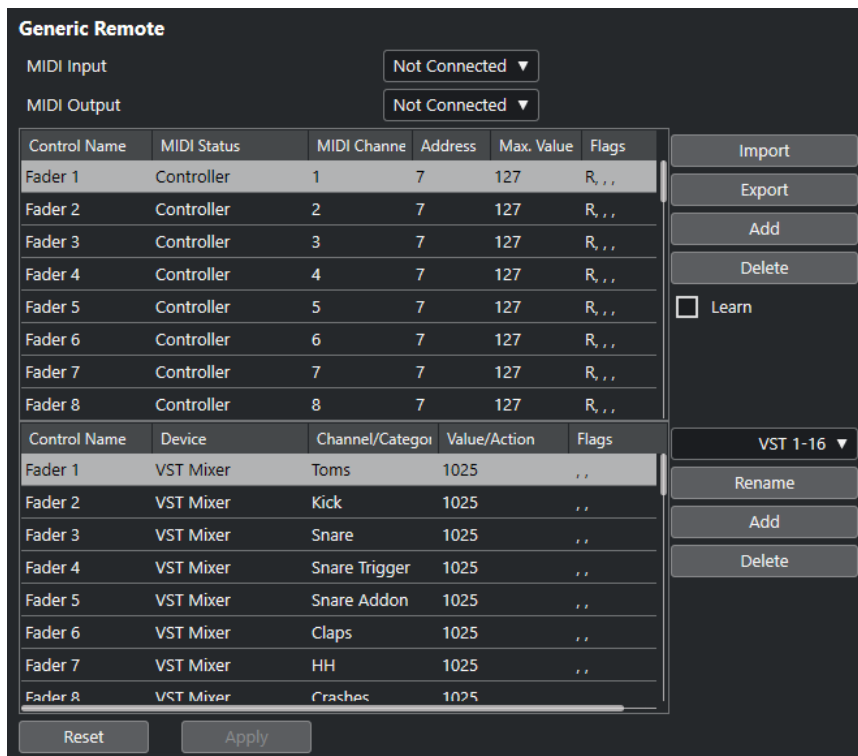 Generic Remote
MIDI Input Not Connected ▼
MIDI Output Not Connected ▼
Control Name MIDI Status MIDI Channe Address Max. Value Flags
Fader 1 Controller 1 7 127 R, , ,
Fader 2 Controller 2 7 127 R, , ,
Fader 3 Controller 3 7 127 R, , ,
Fader 4 Controller 4 7 127 R, , ,
Fader 5 Controller 5 7 127 R, , ,
Fader 6 Controller 6 7 127 R, , ,
Fader 7 Controller 7 7 127 R, , ,
Fader 8 Controller 8 7 127 R, , ,
Import
Export
Add
Delete
Learn
Control Name Device Channel/Categor Value/Action Flags
Fader 1 VST Mixer Toms 1025 , ,
Fader 2 VST Mixer Kick 1025 , ,
Fader 3 VST Mixer Snare 1025 , ,
Fader 4 VST Mixer Snare Trigger 1025 , ,
Fader 5 VST Mixer Snare Addon 1025 , ,
Fader 6 VST Mixer Claps 1025 , ,
Fader 7 VST Mixer HH 1025 , ,
Fader 8 VST Mixer Crashes 1025
VST 1-16 ▼
Rename
Add
Delete
Reset Apply